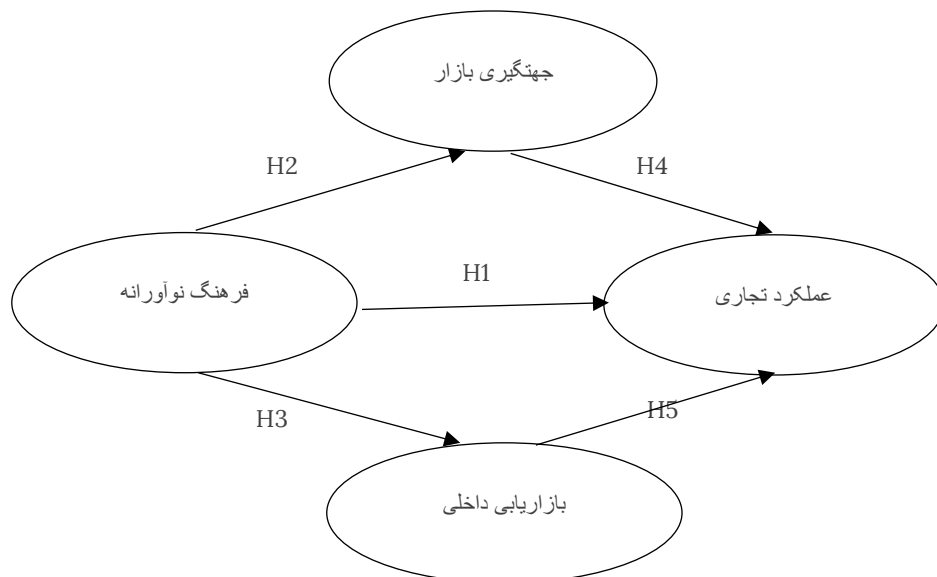 جهتگیری بازار
H2
H4
H1
فرهنگ نوآورانه
عملکرد تجاری
H3
H5
بازاریابی داخلی